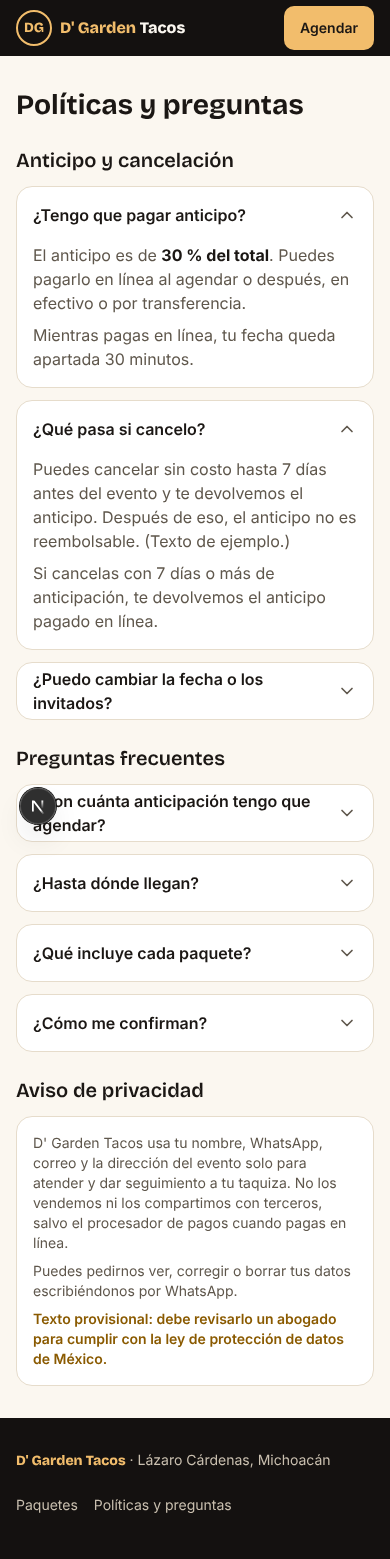 DG D' Garden Tacos Agendar
Políticas y preguntas
Anticipo y cancelación
¿Tengo que pagar anticipo?
El anticipo es de 30 % del total. Puedes
pagarlo en línea al agendar o después, en
efectivo o por transferencia.
Mientras pagas en línea, tu fecha queda
apartada 30 minutos.
¿Qué pasa si cancelo?
Puedes cancelar sin costo hasta 7 días
antes del evento y te devolvemos el
anticipo. Después de eso, el anticipo no es
reembolsable. (Texto de ejemplo.)
Si cancelas con 7 días o más de
anticipación, te devolvemos el anticipo
pagado en línea.
¿Puedo cambiar la fecha o los
invitados?
Preguntas frecuentes
N
cuánta anticipación tengo que
agendar?
¿Hasta dónde llegan?
¿Qué incluye cada paquete?
¿Cómo me confirman?
Aviso de privacidad
D' Garden Tacos usa tu nombre, WhatsApp,
correo y la dirección del evento solo para
atender y dar seguimiento a tu taquiza. No los
vendemos ni los compartimos con terceros,
salvo el procesador de pagos cuando pagas en
línea.
Puedes pedirnos ver, corregir o borrar tus datos
escribiéndonos por WhatsApp.
Texto provisional: debe revisarlo un abogado
para cumplir con la ley de protección de datos
de México.
D' Garden Tacos · Lázaro Cárdenas, Michoacán
Paquetes Políticas y preguntas